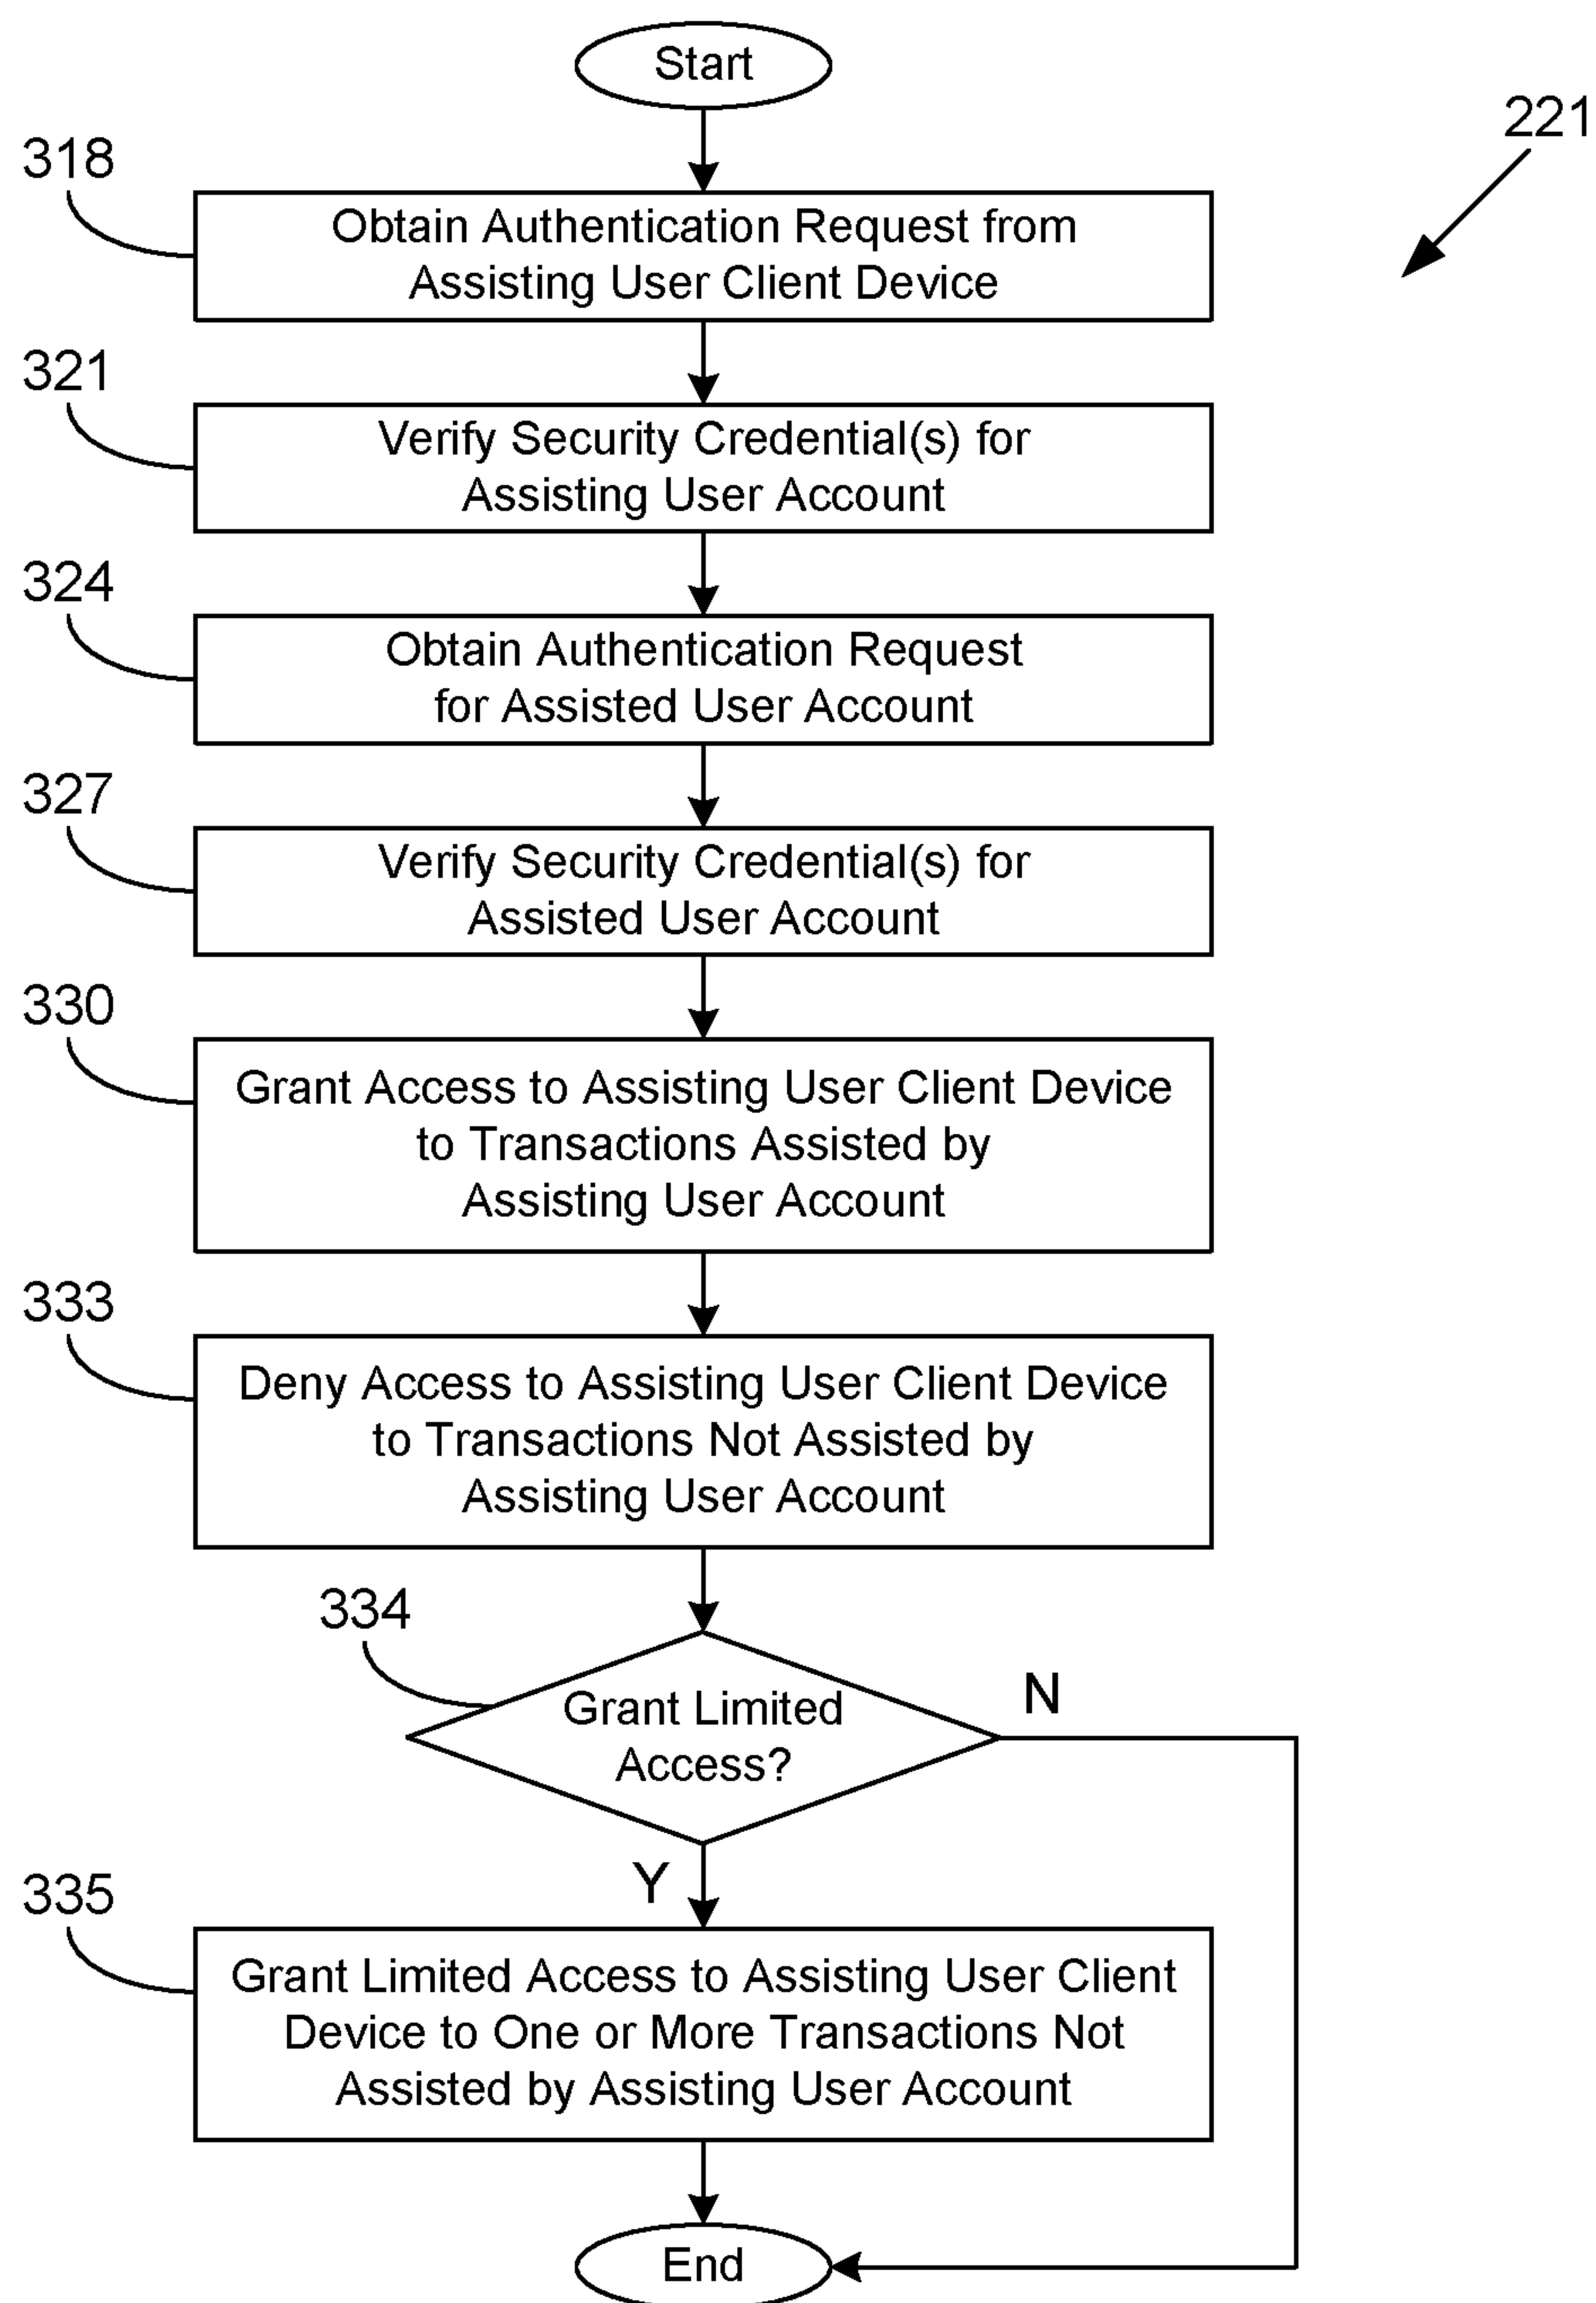 Start
221
318
Obtain Authentication Request from
Assisting User Client Device
321
Verify Security Credential(s) for
Assisting User Account
324
Obtain Authentication Request
for Assisted User Account
327
Verify Security Credential(s) for
Assisted User Account
330
Grant Access to Assisting User Client Device
to Transactions Assisted by
Assisting User Account
333
Deny Access to Assisting User Client Device
to Transactions Not Assisted by
Assisting User Account
334
Grant Limited
Access?
N
Y
335
Grant Limited Access to Assisting User Client
Device to One or More Transactions Not
Assisted by Assisting User Account
End